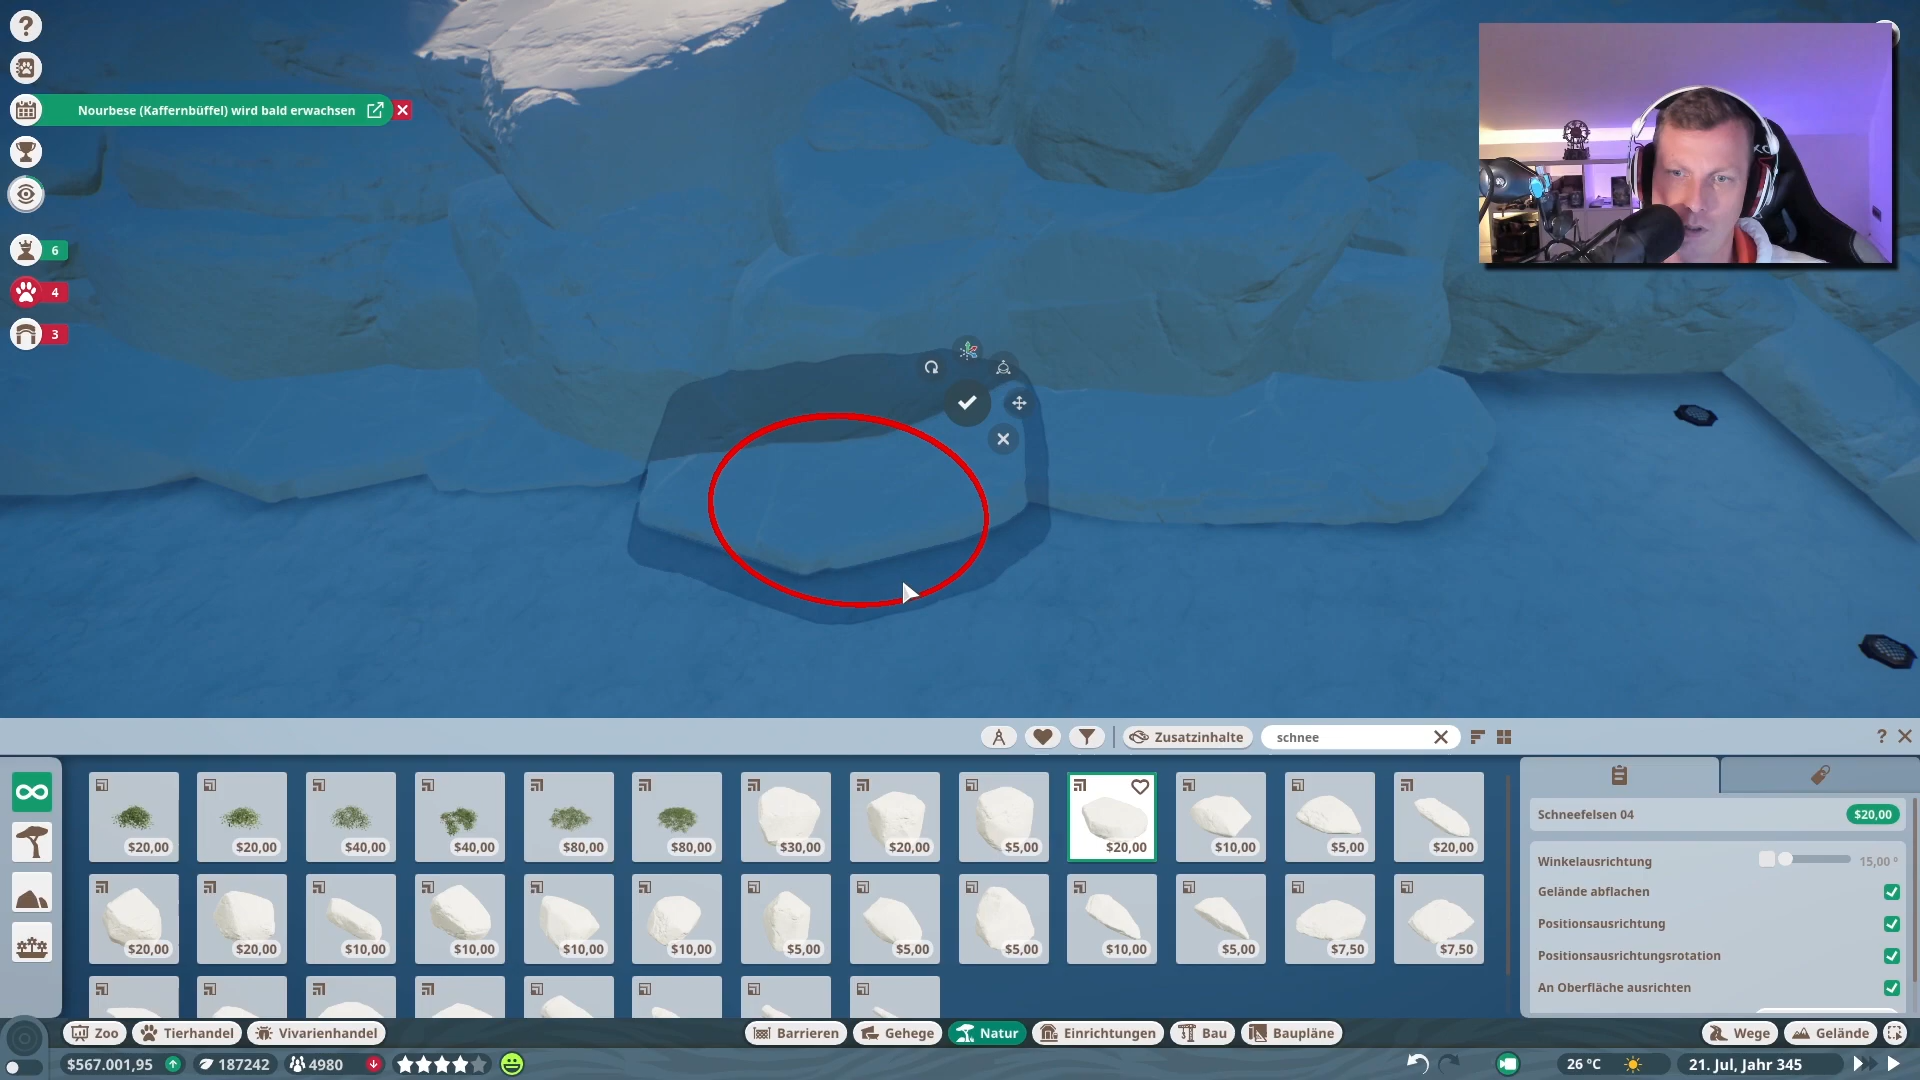 ?
Nourbese (Kaffernbüffel) wird bald erwachsen
6
4
3
Zusatzinhalte
schnee
?
$20,00 $20,00 $40,00 $40,00 $80,00 $80,00 $30,00 $20,00 $5,00 $20,00 $10,00 $5,00 $20,00
$20,00 $20,00 $10,00 $10,00 $10,00 $10,00 $5,00 $5,00 $5,00 $10,00 $5,00 $7,50 $7,50
Schneefelsen 04 $20,00
Winkelausrichtung 15,00 °
Gelände abflachen
Positionsausrichtung
Positionsausrichtungsrotation
An Oberfläche ausrichten
Zoo Tierhandel Vivarienhandel Barrieren Gehege Natur Einrichtungen Bau Baupläne Wege Gelände
$567.001,95 187242 4980 26 °C 21. Jul, Jahr 345